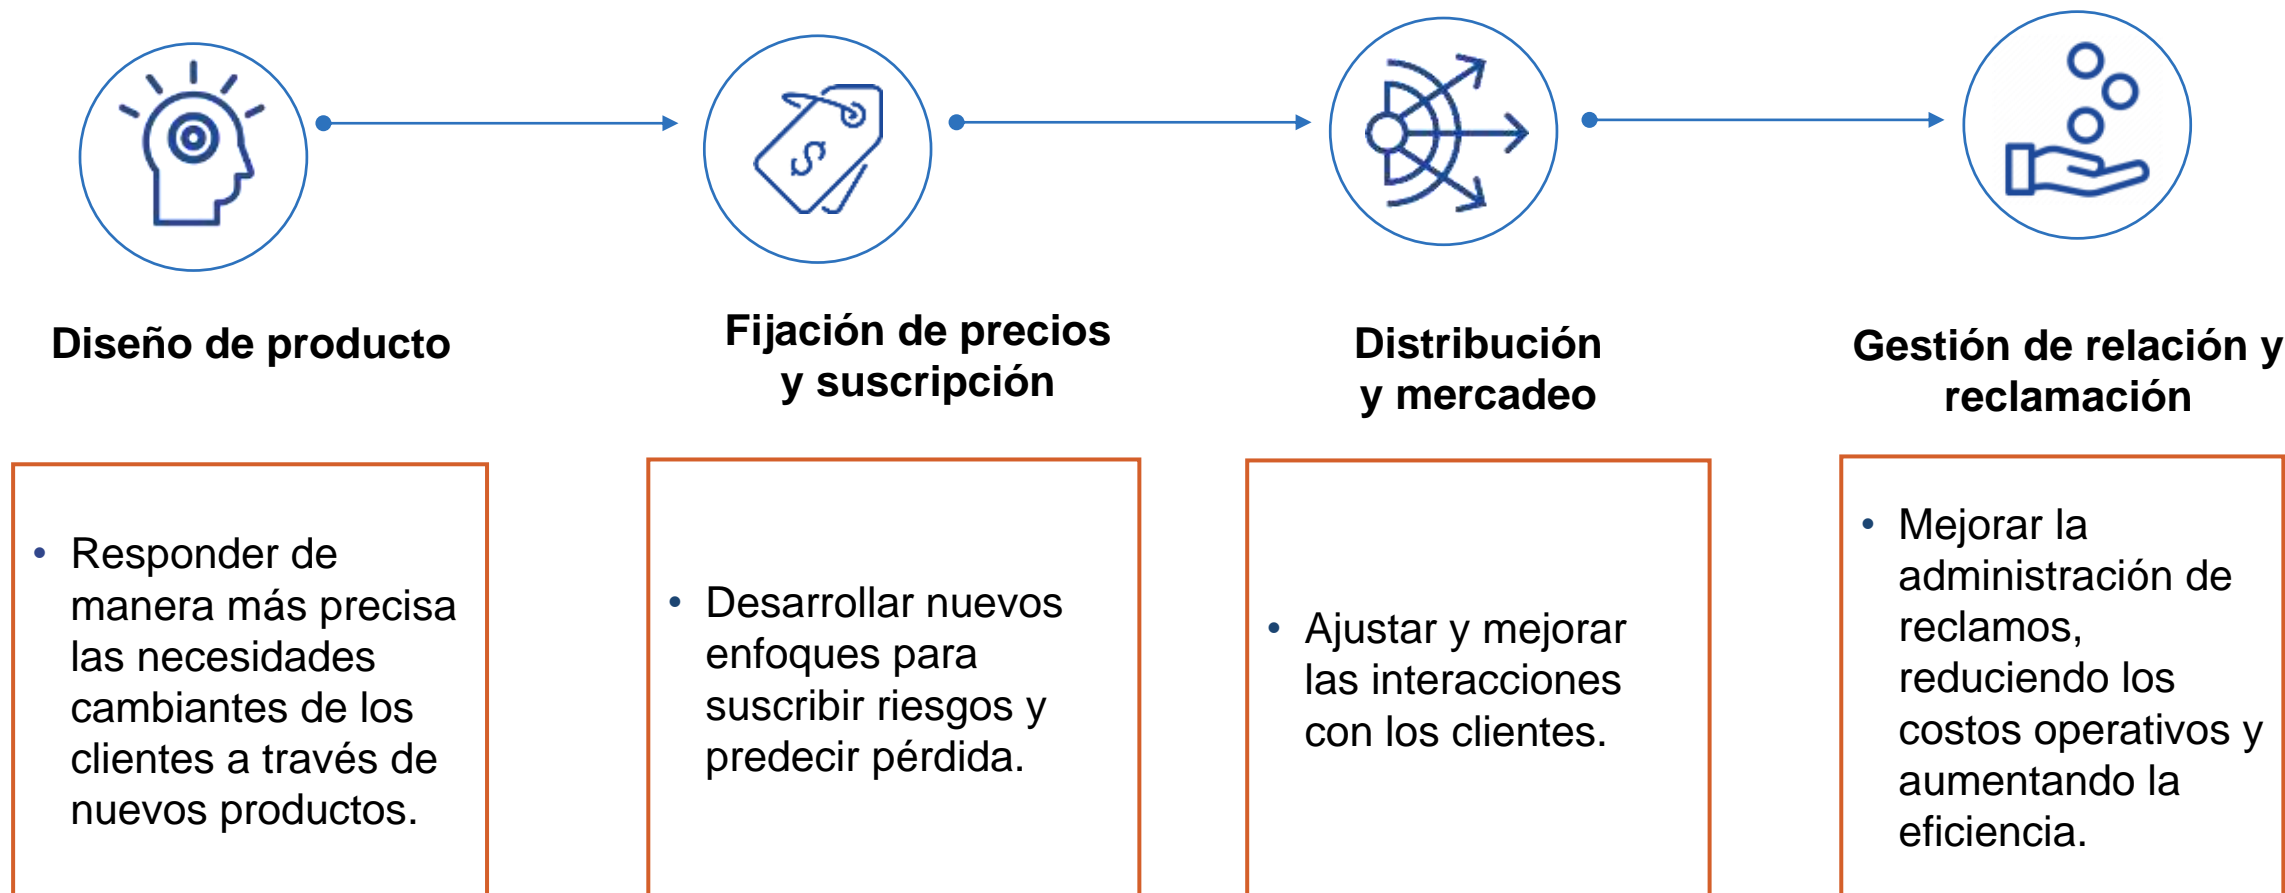 Diseño de producto
Fijación de precios
y suscripción
Distribución
y mercadeo
Gestión de relación y
reclamación
• Responder de
manera más precisa
las necesidades
cambiantes de los
clientes a través de
nuevos productos.
• Desarrollar nuevos
enfoques para
suscribir riesgos y
predecir pérdida.
• Ajustar y mejorar
las interacciones
con los clientes.
• Mejorar la
administración de
reclamos,
reduciendo los
costos operativos y
aumentando la
eficiencia.